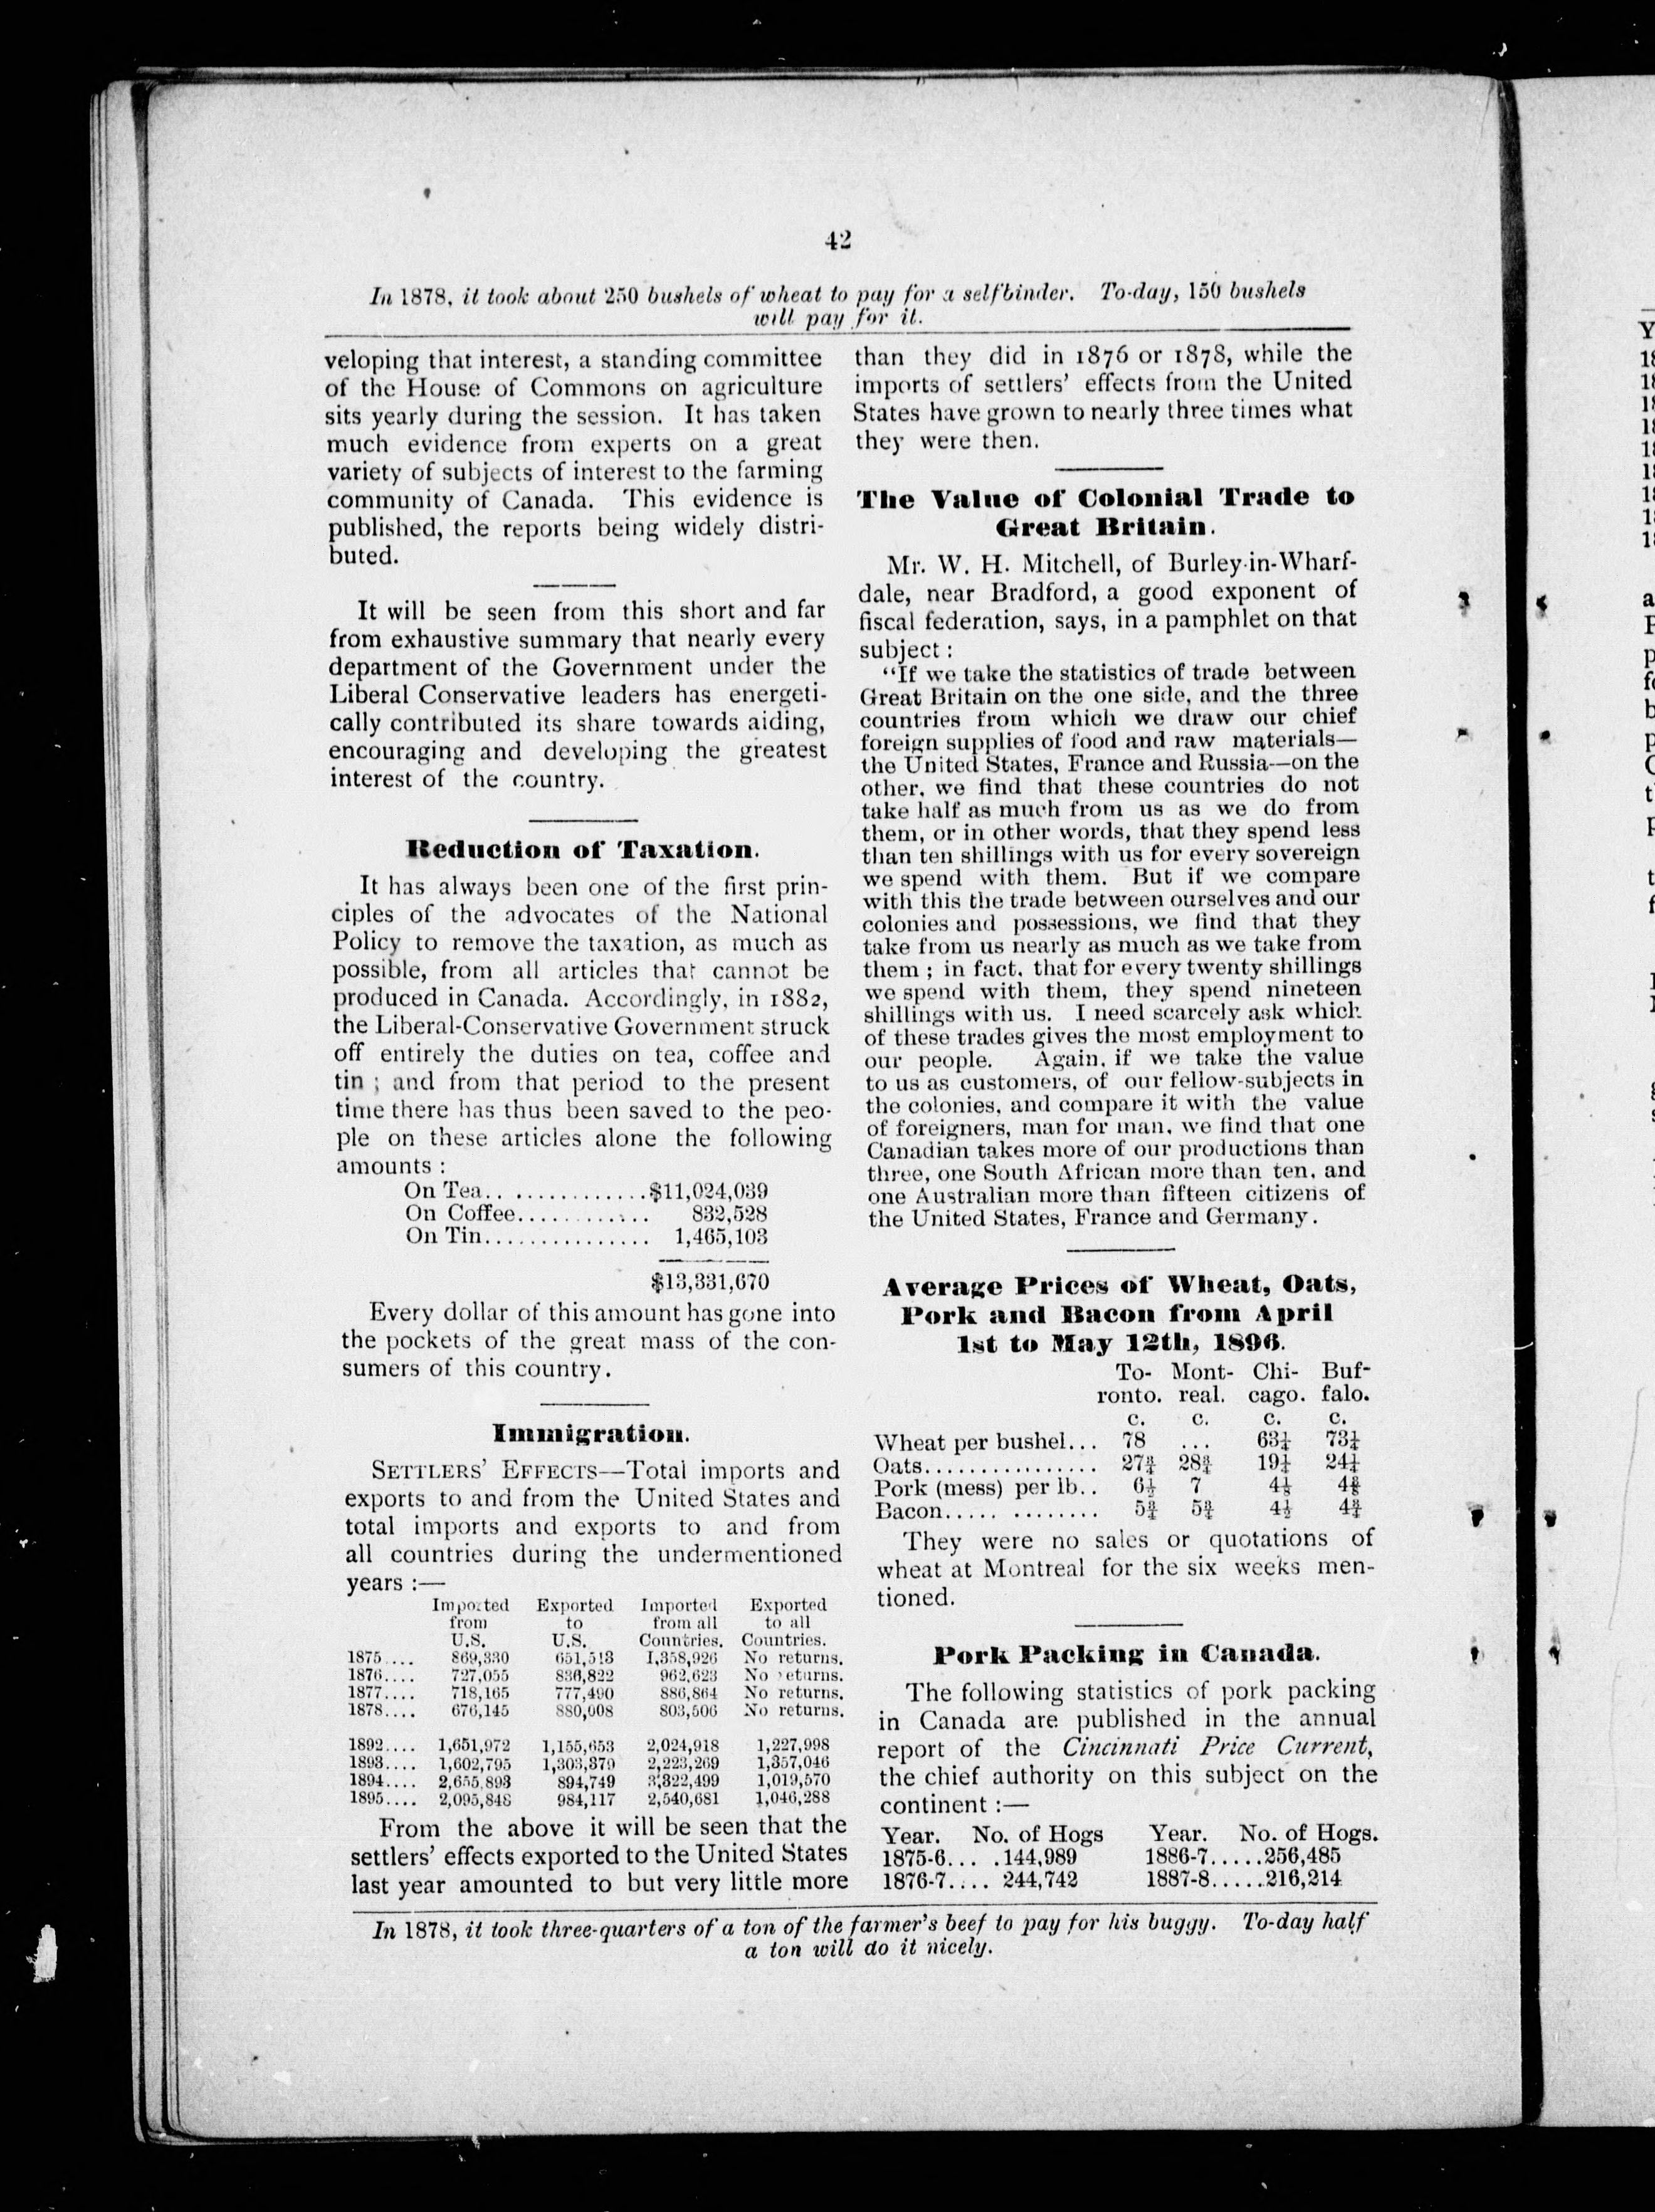 42
In 1878, it took about 250 bushels of wheat to pay for a selfbinder. To-day, 150 bushels
will pay for it.
veloping that interest, a standing committee
of the House of Commons on agriculture
sits yearly during the session. It has taken
much evidence from experts on a great
variety of subjects of interest to the farming
community of Canada. This evidence is
published, the reports being widely distri-
buted.
It will be seen from this short and far
from exhaustive summary that nearly every
department of the Government under the
Liberal Conservative leaders has energeti-
cally contributed its share towards aiding,
encouraging and developing the greatest
interest of the country.
Reduction of Taxation.
It has always been one of the first prin-
ciples of the advocates of the National
Policy to remove the taxation, as much as
possible, from all articles that cannot be
produced in Canada. Accordingly, in 1882,
the Liberal-Conservative Government struck
off entirely the duties on tea, coffee and
tin ; and from that period to the present
time there has thus been saved to the peo-
ple on these articles alone the following
amounts :
On Tea.. .............$11,024,039
On Coffee............ 832,528
On Tin............... 1,465,103
$13,331,670
Every dollar of this amount has gone into
the pockets of the great mass of the con-
sumers of this country.
Immigration.
SETTLERS' EFFECTS—Total imports and
exports to and from the United States and
total imports and exports to and from
all countries during the undermentioned
years :—
Imported Exported Imported Exported
from to from all to all
U.S. U.S. Countries. Countries.
1875.... 869,330 651,513 1,358,926 No returns.
1876.... 727,055 836,822 962,623 No returns.
1877.... 718,165 777,490 886,864 No returns.
1878.... 676,145 880,008 803,506 No returns.
1892.... 1,651,972 1,155,653 2,024,918 1,227,998
1893.... 1,602,795 1,303,379 2,223,269 1,357,046
1894.... 2,655,893 894,749 3,322,499 1,019,570
1895.... 2,095,848 984,117 2,540,681 1,046,288
From the above it will be seen that the
settlers' effects exported to the United States
last year amounted to but very little more
than they did in 1876 or 1878, while the
imports of settlers' effects from the United
States have grown to nearly three times what
they were then.
The Value of Colonial Trade to
Great Britain.
Mr. W. H. Mitchell, of Burley-in-Wharf-
dale, near Bradford, a good exponent of
fiscal federation, says, in a pamphlet on that
subject :
"If we take the statistics of trade between
Great Britain on the one side, and the three
countries from which we draw our chief
foreign supplies of food and raw materials—
the United States, France and Russia—on the
other, we find that these countries do not
take half as much from us as we do from
them, or in other words, that they spend less
than ten shillings with us for every sovereign
we spend with them. But if we compare
with this the trade between ourselves and our
colonies and possessions, we find that they
take from us nearly as much as we take from
them ; in fact, that for every twenty shillings
we spend with them, they spend nineteen
shillings with us. I need scarcely ask which
of these trades gives the most employment to
our people. Again, if we take the value
to us as customers, of our fellow-subjects in
the colonies, and compare it with the value
of foreigners, man for man, we find that one
Canadian takes more of our productions than
three, one South African more than ten, and
one Australian more than fifteen citizens of
the United States, France and Germany.
Average Prices of Wheat, Oats,
Pork and Bacon from April
1st to May 12th, 1896.
To- Mont- Chi- Buf-
ronto. real. cago. falo.
c. c. c. c.
Wheat per bushel... 78 ... 63¼ 73¼
Oats................ 27¾ 28¾ 19¼ 24¼
Pork (mess) per lb.. 6½ 7 4⅛ 4⅜
Bacon..... ........ 5¾ 5¾ 4½ 4¾
They were no sales or quotations of
wheat at Montreal for the six weeks men-
tioned.
Pork Packing in Canada.
The following statistics of pork packing
in Canada are published in the annual
report of the Cincinnati Price Current,
the chief authority on this subject on the
continent :—
Year. No. of Hogs Year. No. of Hogs.
1875-6... .144,989 1886-7.....256,485
1876-7.... 244,742 1887-8.....216,214
In 1878, it took three-quarters of a ton of the farmer's beef to pay for his buggy. To-day half
a ton will do it nicely.